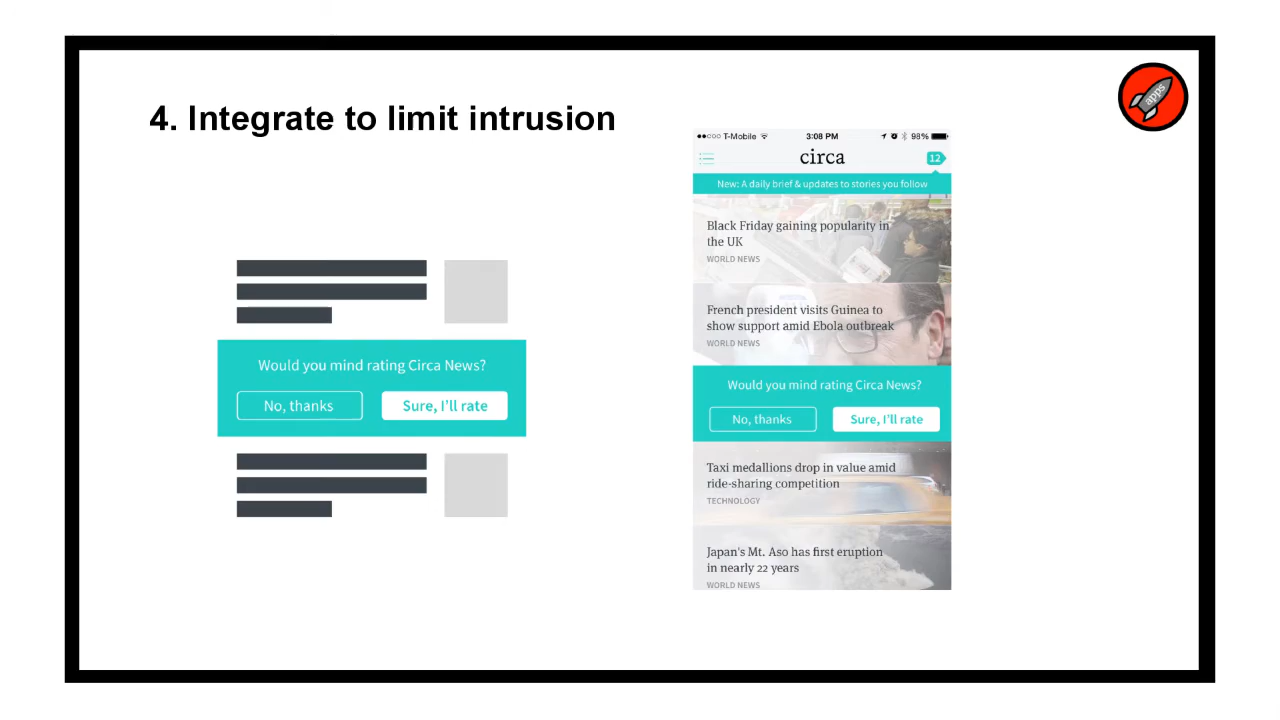 4. Integrate to limit intrusion
apps
Would you mind rating Circa News?
No, thanks
Sure, I'll rate
T-Mobile 3:08 PM 98%
circa
12
New: A daily brief & updates to stories you follow
Black Friday gaining popularity in
the UK
WORLD NEWS
French president visits Guinea to
show support amid Ebola outbreak
WORLD NEWS
Would you mind rating Circa News?
No, thanks
Sure, I'll rate
Taxi medallions drop in value amid
ride-sharing competition
TECHNOLOGY
Japan's Mt. Aso has first eruption
in nearly 22 years
WORLD NEWS